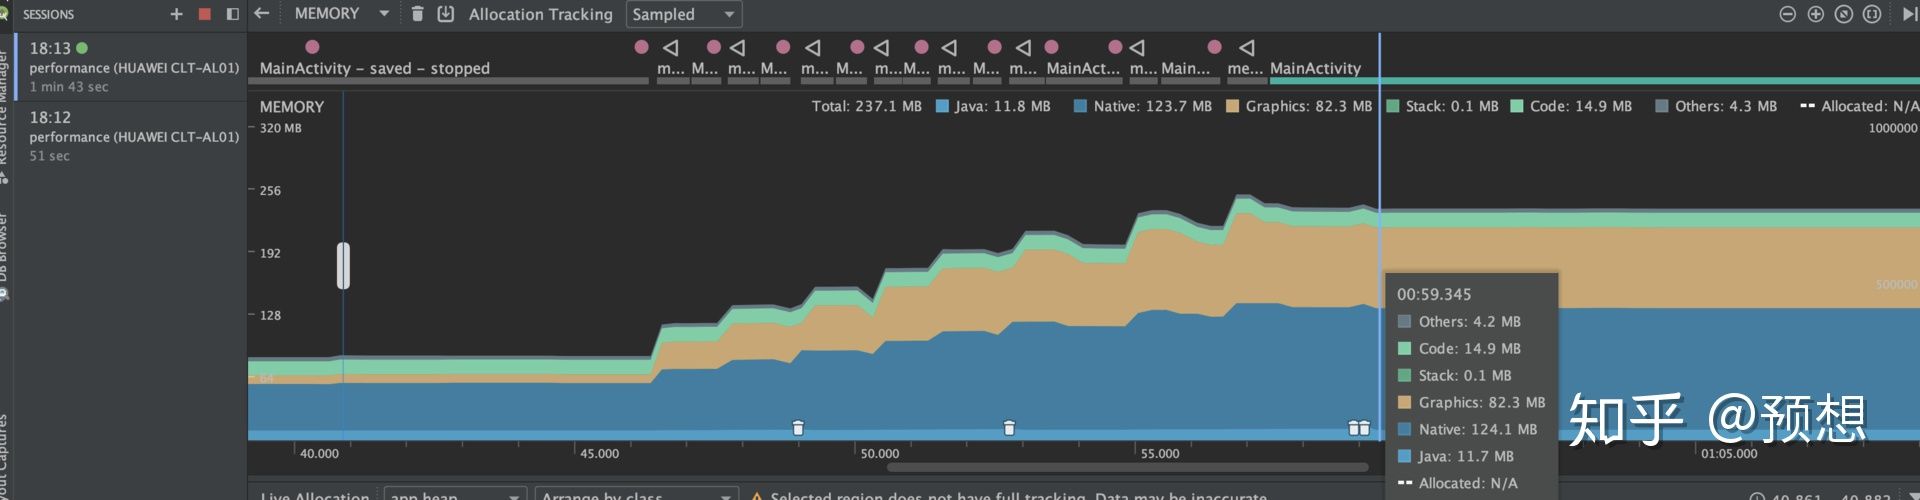 SESSIONS
MEMORY
Allocation Tracking
Sampled
18:13
performance (HUAWEI CLT-AL01)
1 min 43 sec
18:12
performance (HUAWEI CLT-AL01)
51 sec
Resource Manager
DB Browser
MainActivity - saved - stopped
m... M... m... M... m... M... m... M... m... M... m... MainAct... m... Main... me... MainActivity
MEMORY
Total: 237.1 MB Java: 11.8 MB Native: 123.7 MB Graphics: 82.3 MB Stack: 0.1 MB Code: 14.9 MB Others: 4.3 MB Allocated: N/A
320 MB
1000000
256
192
128
64
500000
00:59.345
Others: 4.2 MB
Code: 14.9 MB
Stack: 0.1 MB
Graphics: 82.3 MB
Native: 124.1 MB
Java: 11.7 MB
Allocated: N/A
知乎 @预想
40.000 45.000 50.000 55.000 01:05.000
Live Allocation
app heap
Arrange by class
Selected region does not have full tracking. Data may be inaccurate.